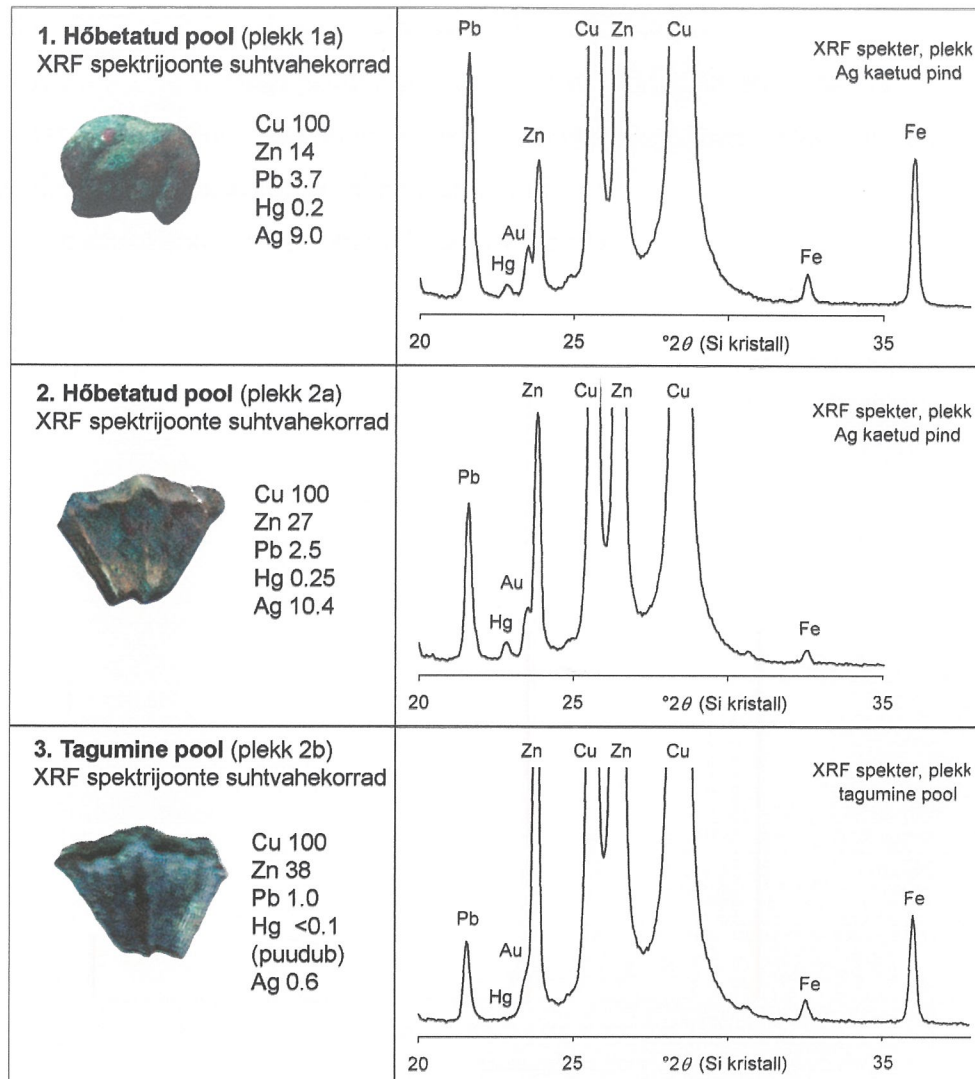 1. Hőbetatud pool (plekk 1a)
XRF spektrijoonte suhtvahekorrad
Cu 100
Zn 14
Pb 3.7
Hg 0.2
Ag 9.0
Pb
Hg
Au
Zn
Cu
Zn
Cu
Fe
Fe
XRF spekter, plekk
Ag kaetud pind
20
25
°2θ (Si kristall)
35
2. Hőbetatud pool (plekk 2a)
XRF spektrijoonte suhtvahekorrad
Cu 100
Zn 27
Pb 2.5
Hg 0.25
Ag 10.4
Pb
Hg
Au
Zn
Cu
Zn
Cu
Fe
XRF spekter, plekk
Ag kaetud pind
20
25
°2θ (Si kristall)
35
3. Tagumine pool (plekk 2b)
XRF spektrijoonte suhtvahekorrad
Cu 100
Zn 38
Pb 1.0
Hg <0.1
(puudub)
Ag 0.6
Pb
Hg
Au
Zn
Cu
Zn
Cu
Fe
Fe
XRF spekter, plekk
tagumine pool
20
25
°2θ (Si kristall)
35